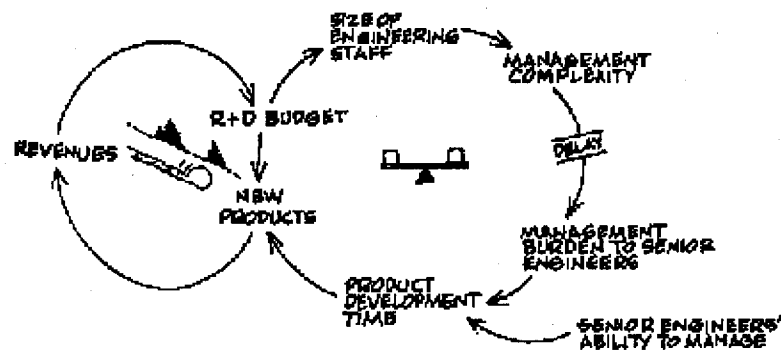 SIZE OF
ENGINEERING
STAFF
MANAGEMENT
COMPLEXITY
R+D BUDGET
REVENUES
DELAY
NEW
PRODUCTS
MANAGEMENT
BURDEN TO SENIOR
ENGINEERS
PRODUCT
DEVELOPMENT
TIME
SENIOR ENGINEERS'
ABILITY TO MANAGE